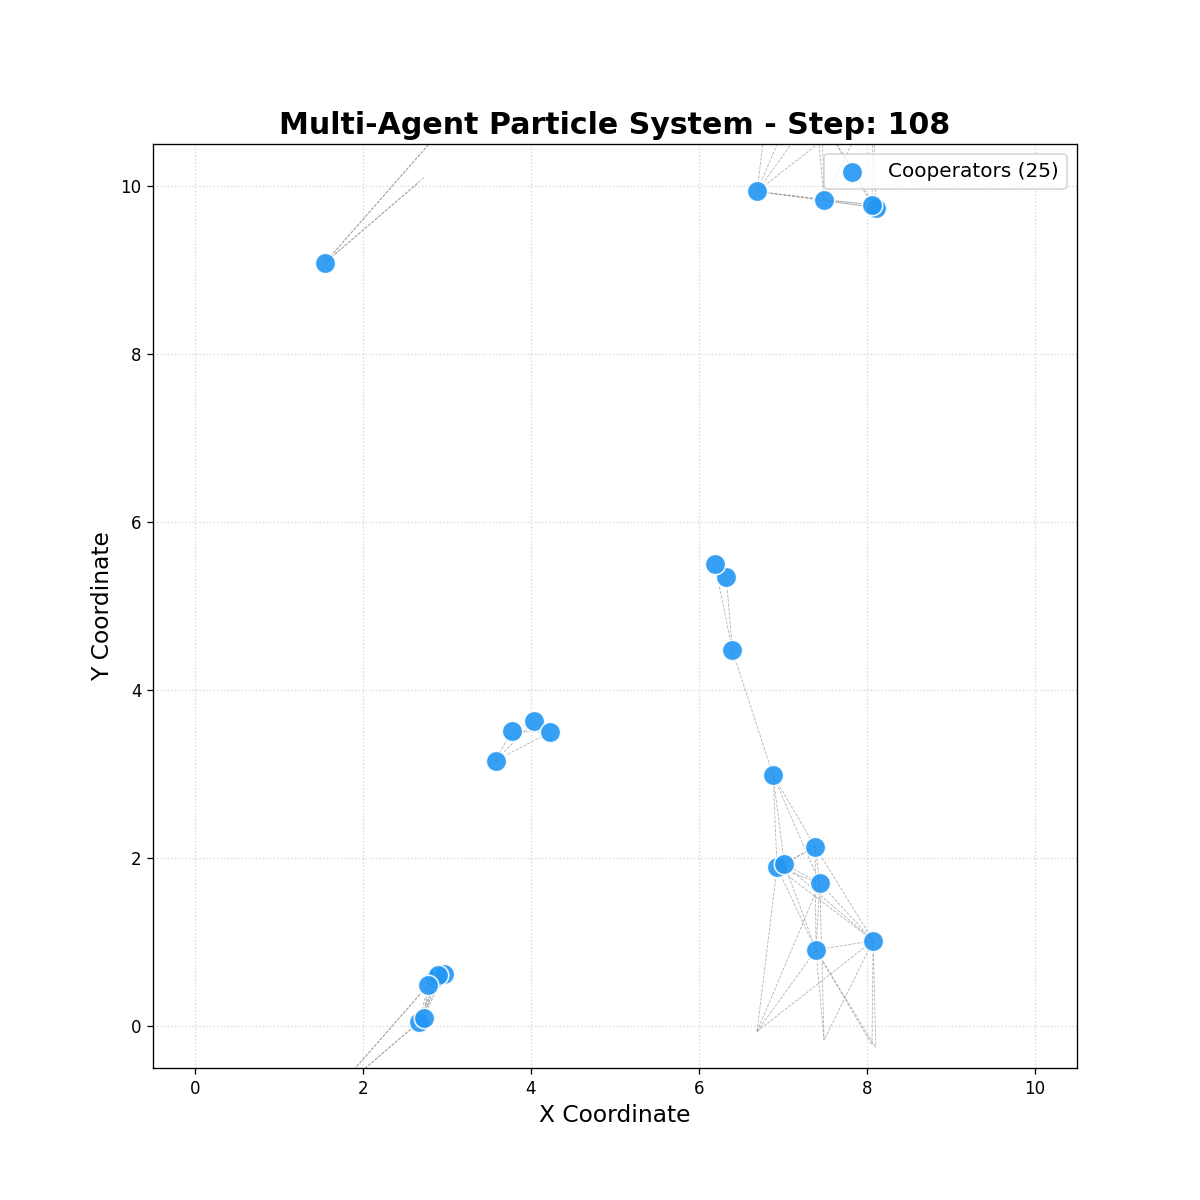 Multi-Agent Particle System - Step: 108
Cooperators (25)
10
8
6
4
2
0
Y Coordinate
0 2 4 6 8 10
X Coordinate